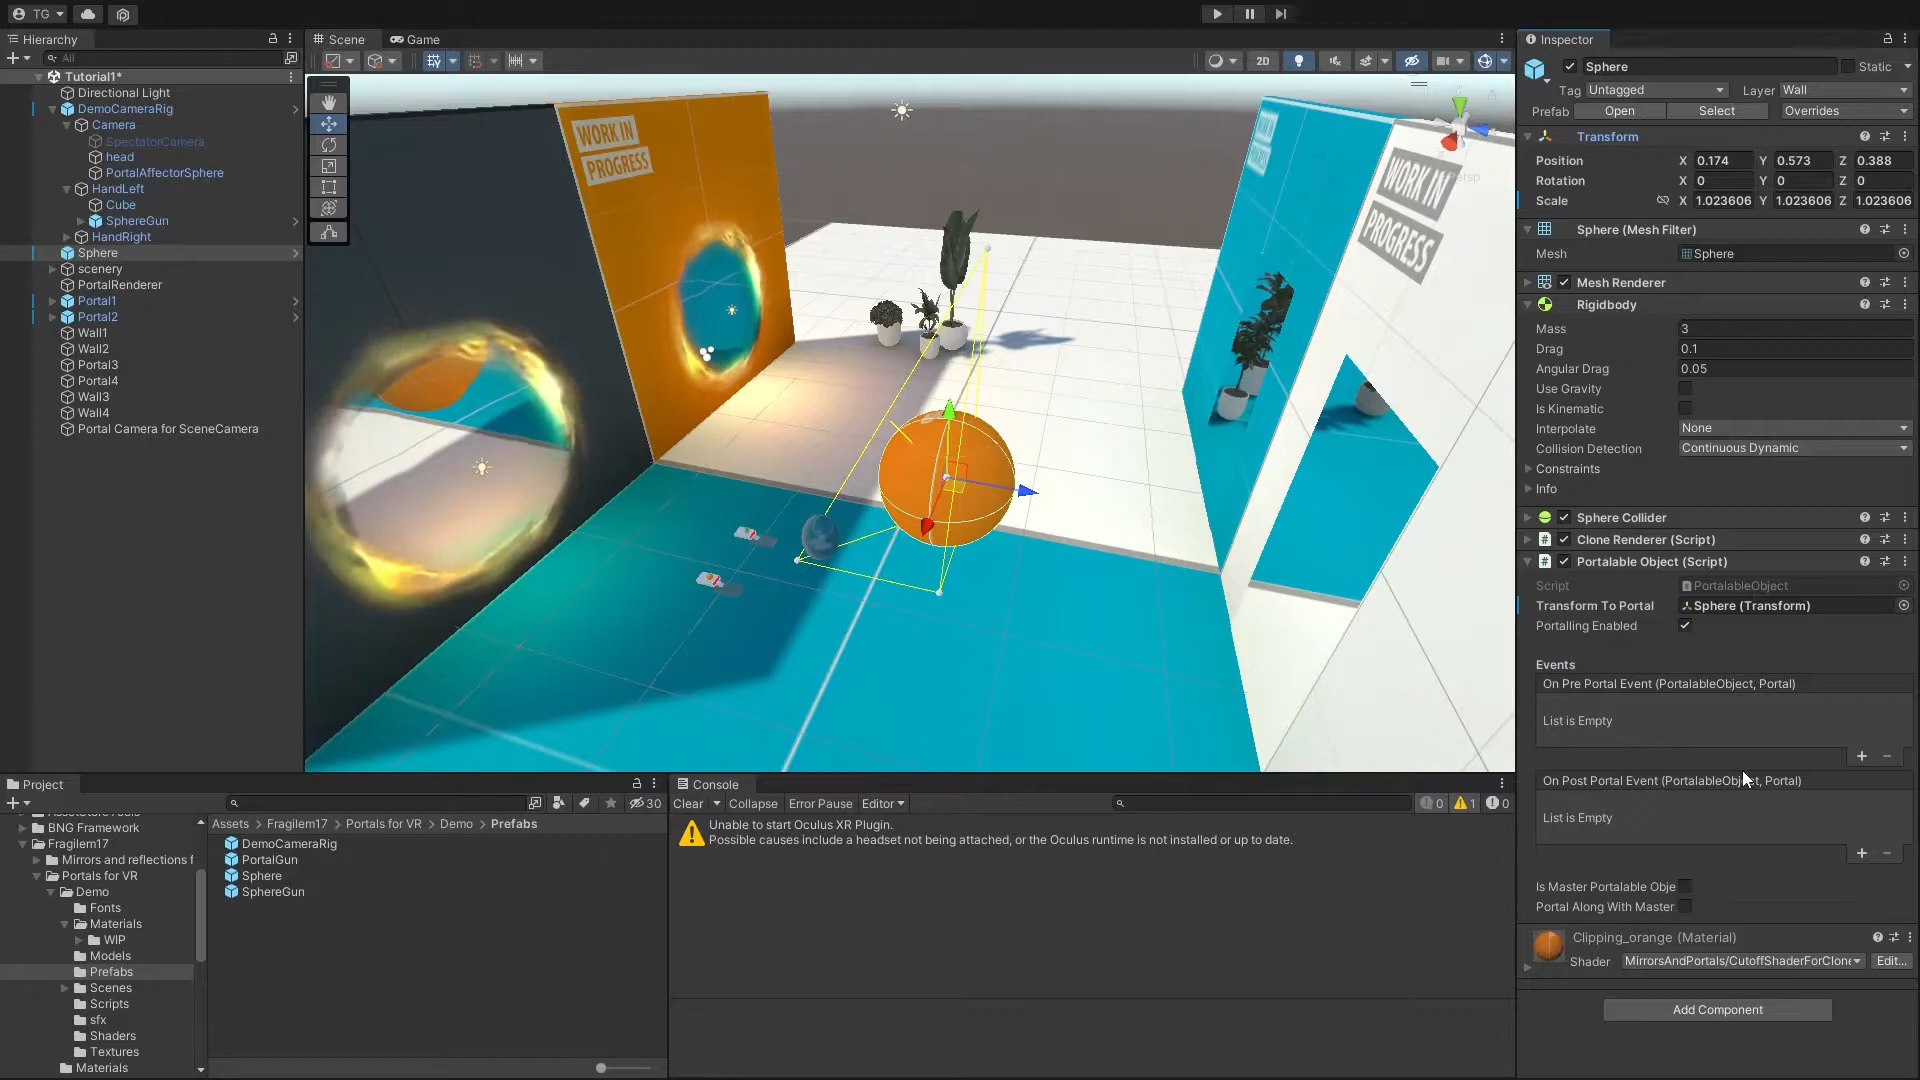 TG
Hierarchy
All
Tutorial1*
Directional Light
DemoCameraRig
Camera
SpectatorCamera
head
PortalAffectorSphere
HandLeft
Cube
SphereGun
HandRight
Sphere
scenery
PortalRenderer
Portal1
Portal2
Wall1
Wall2
Portal3
Portal4
Wall3
Wall4
Portal Camera for SceneCamera
Scene
Game
2D
WORK IN
PROGRESS
WORK IN
PROGRESS
Persp
Inspector
Sphere
Static
Tag Untagged
Layer Wall
Prefab Open Select Overrides
Transform
Position X 0.174 Y 0.573 Z 0.388
Rotation X 0 Y 0 Z 0
Scale X 1.023606 Y 1.023606 Z 1.023606
Sphere (Mesh Filter)
Mesh Sphere
Mesh Renderer
Rigidbody
Mass 3
Drag 0.1
Angular Drag 0.05
Use Gravity
Is Kinematic
Interpolate None
Collision Detection Continuous Dynamic
Constraints
Info
Sphere Collider
Clone Renderer (Script)
Portalable Object (Script)
Script PortalableObject
Transform To Portal Sphere (Transform)
Portalling Enabled
Events
On Pre Portal Event (PortalableObject, Portal)
List is Empty
+ −
On Post Portal Event (PortalableObject, Portal)
List is Empty
+ −
Is Master Portalable Obje
Portal Along With Master
Clipping_orange (Material)
Shader MirrorsAndPortals/CutoffShaderForClone Edit...
Add Component
Project
30
BNG Framework
Fragilem17
Mirrors and reflections f
Portals for VR
Demo
Fonts
Materials
WIP
Models
Prefabs
Scenes
Scripts
sfx
Shaders
Textures
Materials
Assets > Fragilem17 > Portals for VR > Demo > Prefabs
DemoCameraRig
PortalGun
Sphere
SphereGun
Console
Clear Collapse Error Pause Editor
0 1 0
Unable to start Oculus XR Plugin.
Possible causes include a headset not being attached, or the Oculus runtime is not installed or up to date.